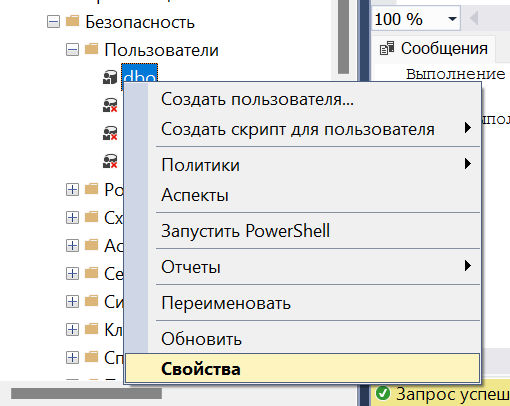 Безопасность
100 %
Пользователи
Сообщения
dbo
Выполнение
Создать пользователя...
Создать скрипт для пользователя
Политики
Аспекты
Запустить PowerShell
Отчеты
Переименовать
Обновить
Свойства
Ро
Сх
Ас
Се
Си
Кл
Сп
Запрос успеш